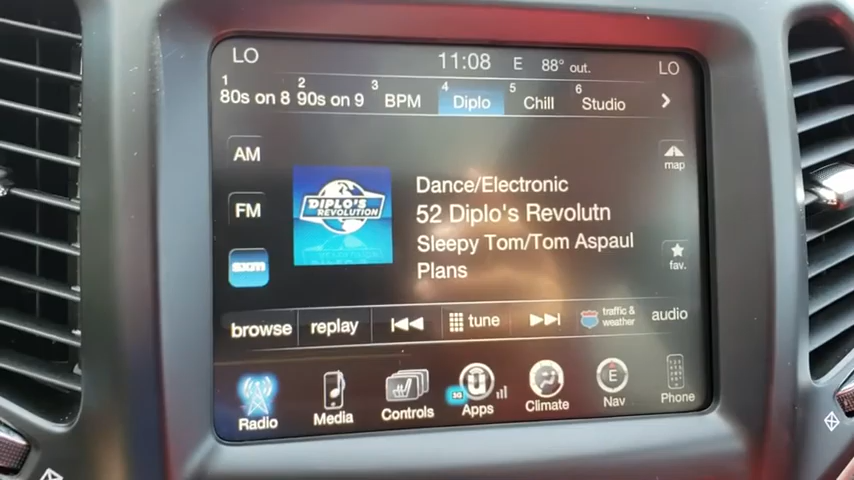 LO 11:08 E 88° out. LO
1 80s on 8 2 90s on 9 3 BPM 4 Diplo 5 Chill 6 Studio
AM
map
DIPLO'S
REVOLUTION
Dance/Electronic
FM
52 Diplo's Revolutn
Sleepy Tom/Tom Aspaul
sxm
fav.
Plans
browse replay tune traffic & weather audio
Radio Media Controls 3G Apps Climate E Nav Phone